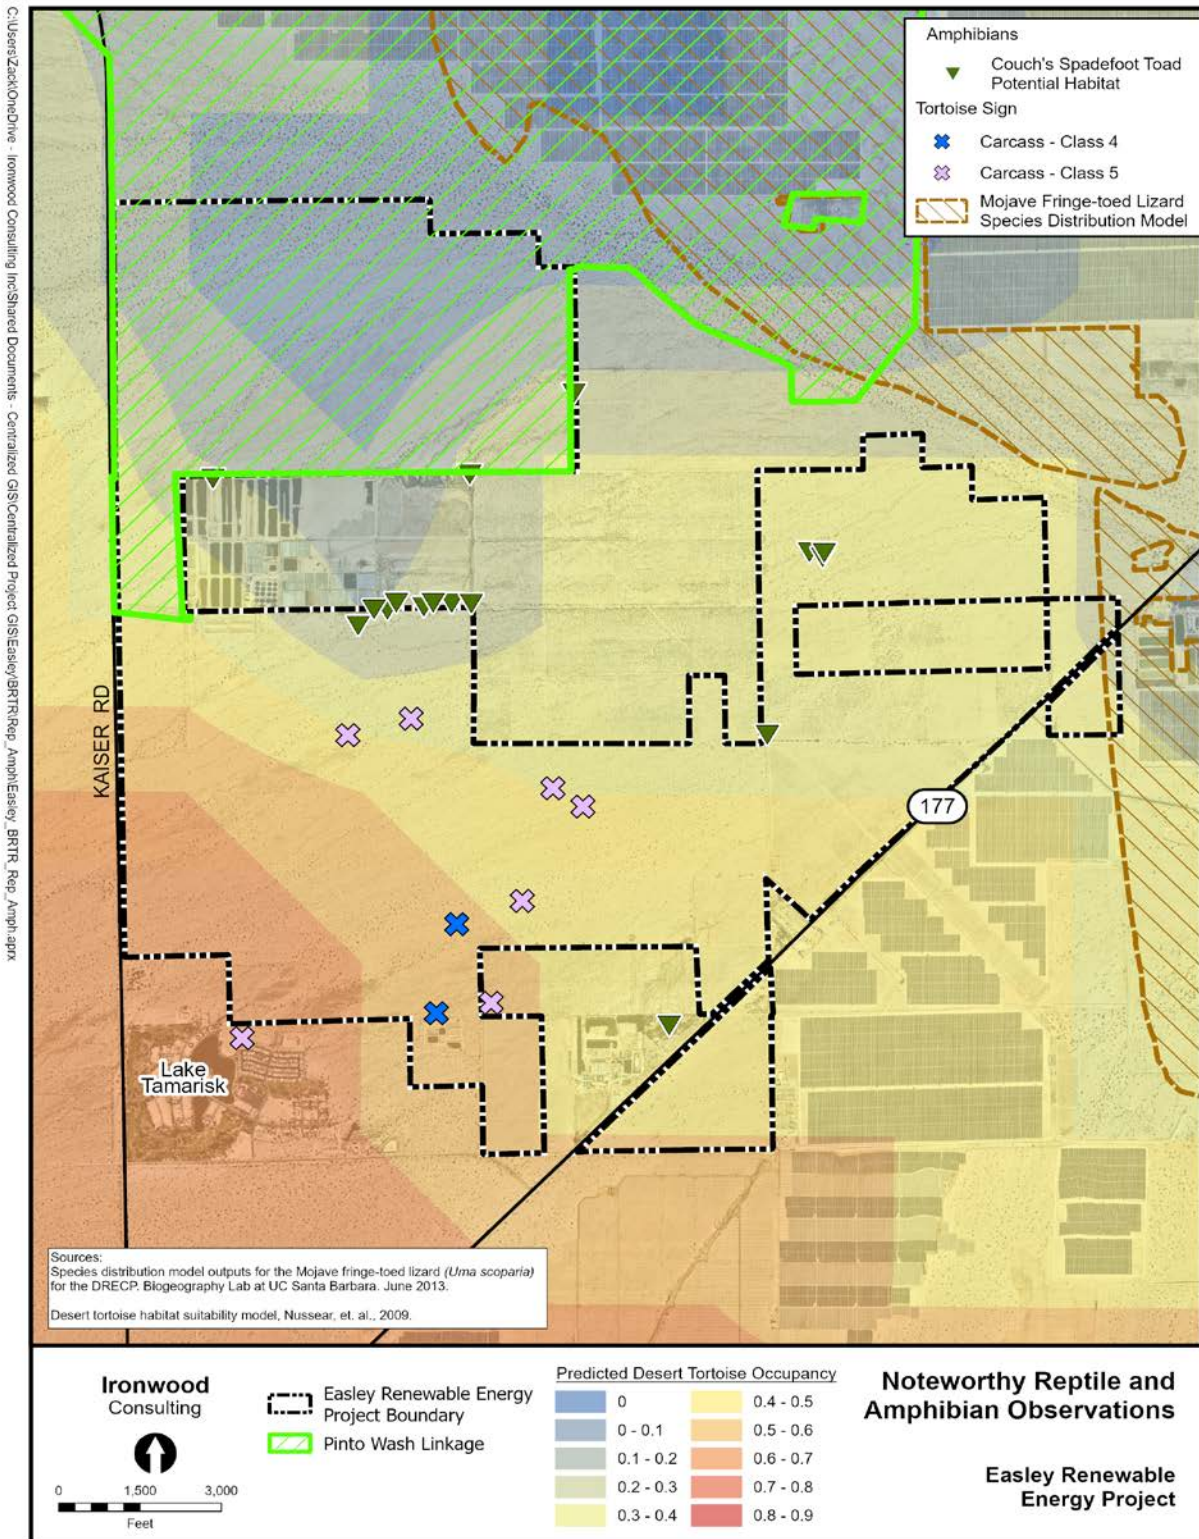 C:\Users\Zack\OneDrive - Ironwood Consulting Inc\Shared Documents - Centralized GIS\Centralized Project GIS\Easley\BRTR\Rep_Amph\Easley_BRTR_Rep_Amph.aprx
Amphibians
Couch's Spadefoot Toad
Potential Habitat
Tortoise Sign
Carcass - Class 4
Carcass - Class 5
Mojave Fringe-toed Lizard
Species Distribution Model
KAISER RD
177
Lake
Tamarisk
Sources:
Species distribution model outputs for the Mojave fringe-toed lizard (Uma scoparia)
for the DRECP. Biogeography Lab at UC Santa Barbara. June 2013.
Desert tortoise habitat suitability model, Nussear, et. al., 2009.
Ironwood
Consulting
0 1,500 3,000
Feet
Easley Renewable Energy
Project Boundary
Pinto Wash Linkage
Predicted Desert Tortoise Occupancy
0
0 - 0.1
0.1 - 0.2
0.2 - 0.3
0.3 - 0.4
0.4 - 0.5
0.5 - 0.6
0.6 - 0.7
0.7 - 0.8
0.8 - 0.9
Noteworthy Reptile and
Amphibian Observations
Easley Renewable
Energy Project